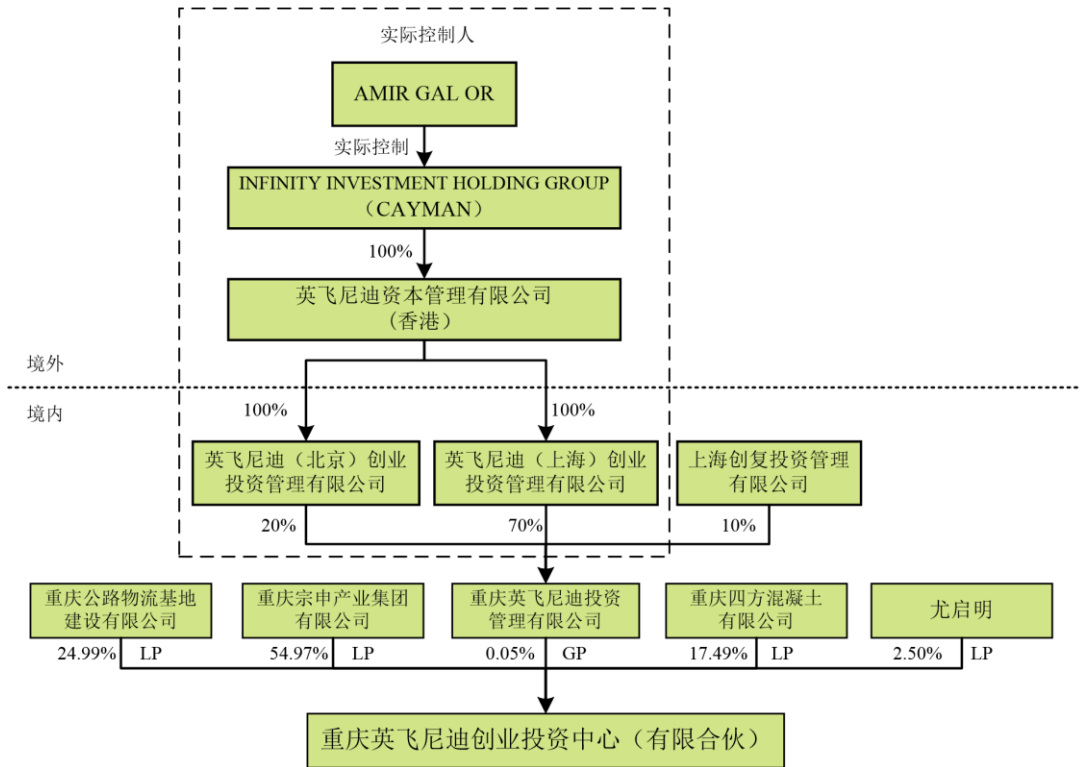 实际控制人
AMIR GAL OR
实际控制
INFINITY INVESTMENT HOLDING GROUP
（CAYMAN）
100%
英飞尼迪资本管理有限公司
(香港）
境外
境内
100%
100%
英飞尼迪（北京）创业
投资管理有限公司
英飞尼迪（上海）创业
投资管理有限公司
上海创复投资管理
有限公司
20%
70%
10%
重庆公路物流基地
建设有限公司
重庆宗申产业集团
有限公司
重庆英飞尼迪投资
管理有限公司
重庆四方混凝土
有限公司
尤启明
24.99% LP
54.97% LP
0.05% GP
17.49% LP
2.50% LP
重庆英飞尼迪创业投资中心（有限合伙）